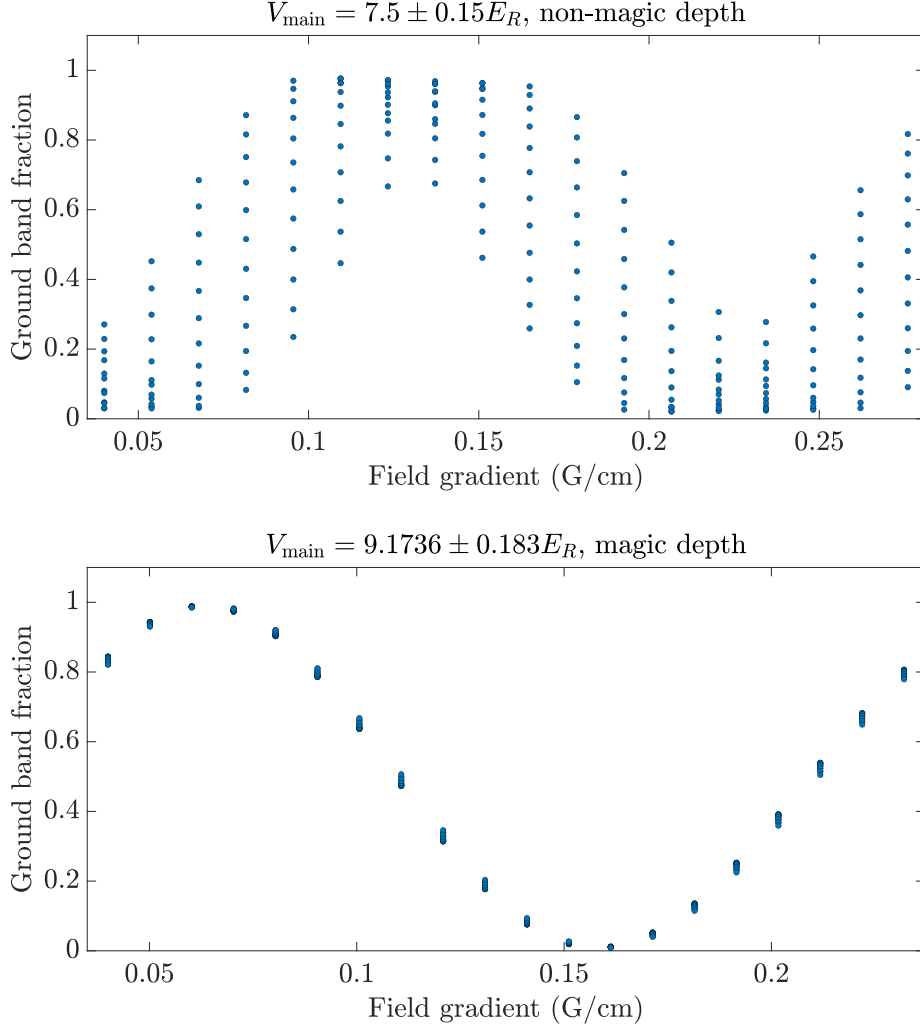 V_main = 7.5 ± 0.15E_R, non-magic depth
1
0.8
0.6
0.4
0.2
0
Ground band fraction
0.05 0.1 0.15 0.2 0.25
Field gradient (G/cm)
V_main = 9.1736 ± 0.183E_R, magic depth
1
0.8
0.6
0.4
0.2
0
Ground band fraction
0.05 0.1 0.15 0.2
Field gradient (G/cm)